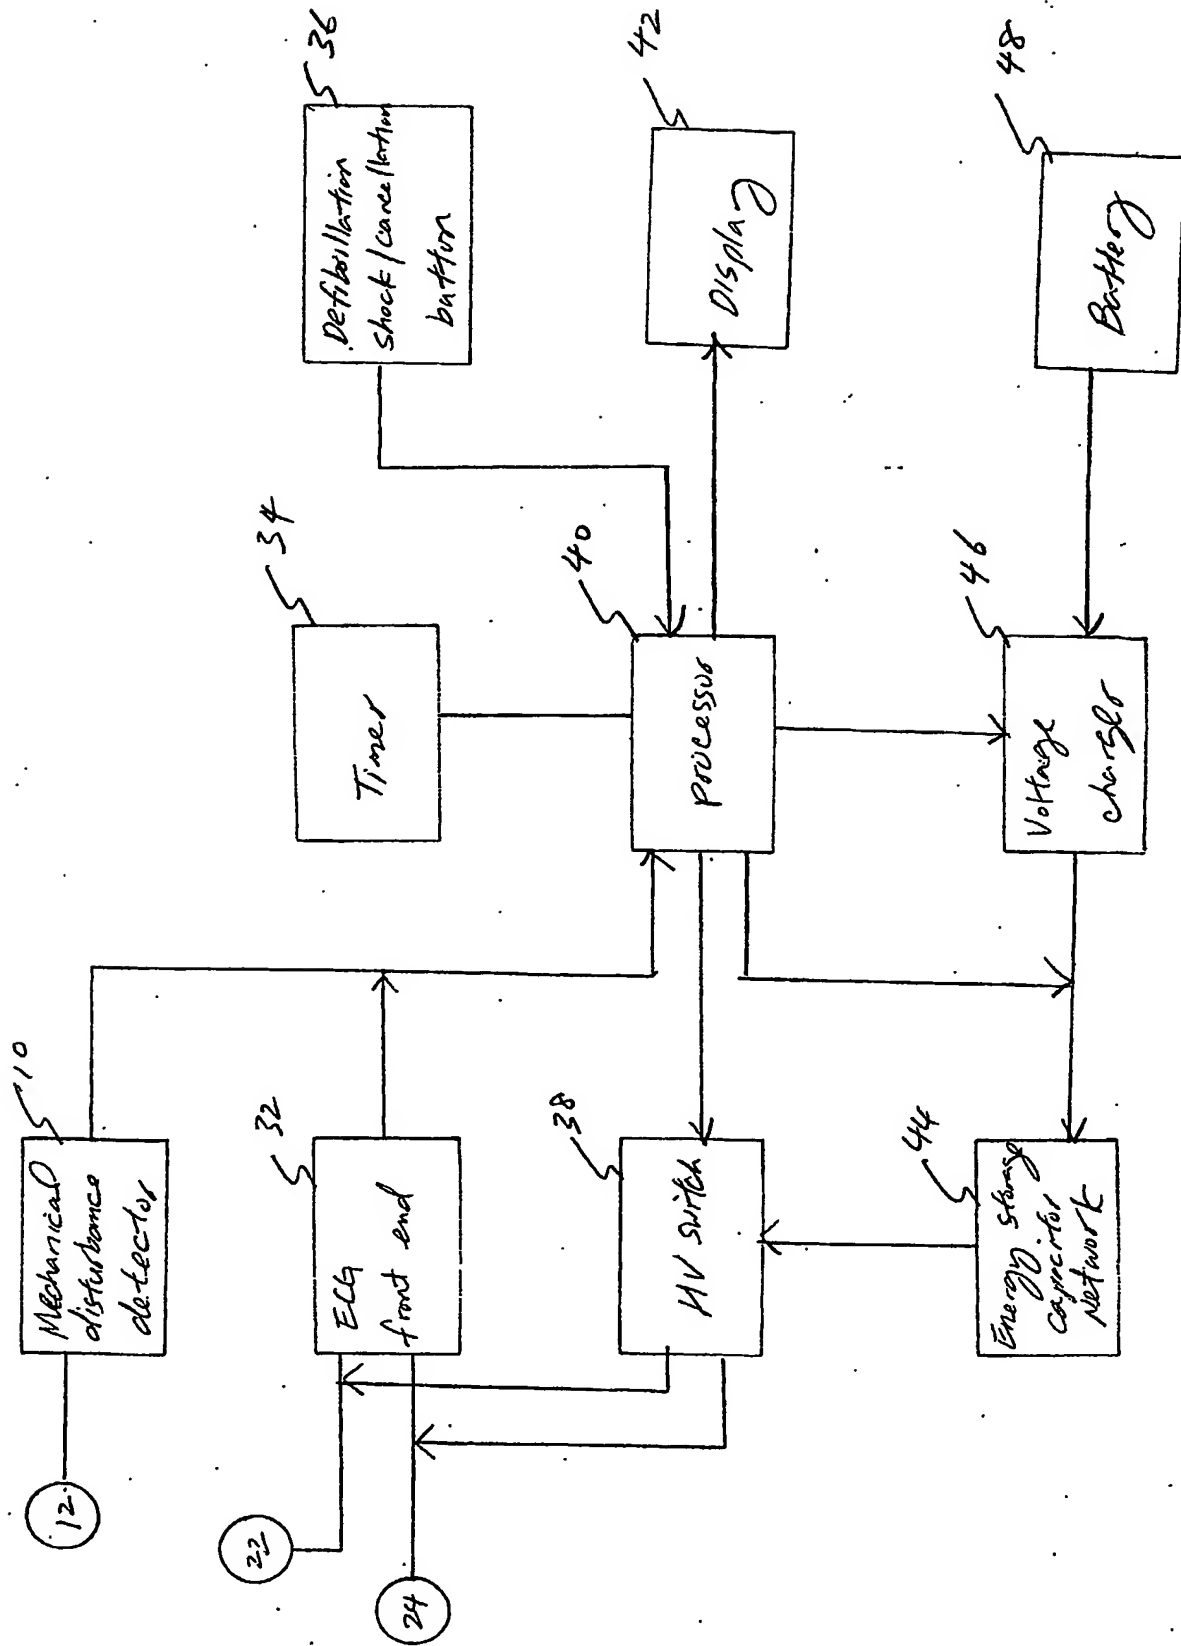 12
Mechanical
disturbance
detector
10
22
24
ECG
front end
32
Timer
34
Defibrillation
shock/cancellation
button
36
HV switch
38
processor
40
Display
42
Energy storage
capacitor
Network
44
Voltage
charger
46
Battery
48